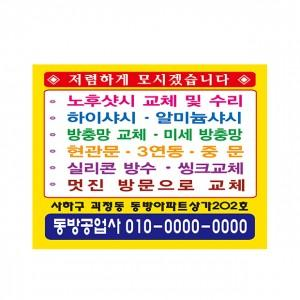 ◈ 저렴하게 모시겠습니다 ◈
• 노후샷시 교체 및 수리
• 하이샤시 · 알미늄샤시
• 방충망 교체 · 미세 방충망
• 현관문 · 3연동 · 중 문
• 실리콘 방수 · 씽크교체
• 멋진 방문으로 교체
사하구 괴정동 동방아파트상가202호
동방공업사 010-0000-0000